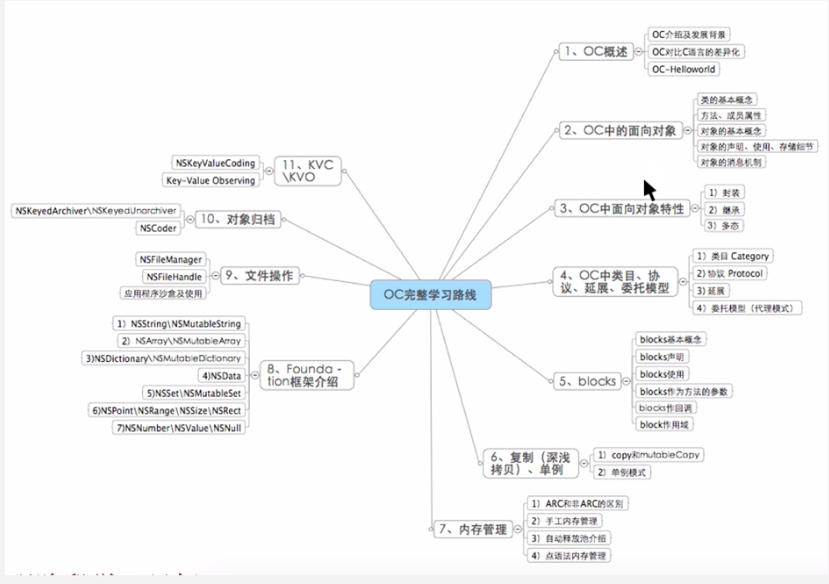 OC完整学习路线
1、OC概述
OC介绍及发展背景
OC对比C语言的差异化
OC-Helloworld
2、OC中的面向对象
类的基本概念
方法、成员属性
对象的基本概念
对象的声明、使用、存储细节
对象的消息机制
3、OC中面向对象特性
1）封装
2）继承
3）多态
4、OC中类目、协
议、延展、委托模型
1）类目 Category
2)协议 Protocol
3)延展
4）委托模型（代理模式）
5、blocks
blocks基本概念
blocks声明
blocks使用
blocks作为方法的参数
blocks作回调
block作用域
6、复制（深浅
拷贝）、单例
1）copy和mutableCopy
2）单例模式
7、内存管理
1）ARC和非ARC的区别
2）手工内存管理
3）自动释放池介绍
4）点语法内存管理
8、Founda -
tion框架介绍
1）NSString\NSMutableString
2）NSArray\NSMutableArray
3)NSDictionary\NSMutableDictionary
4)NSData
5)NSSet\NSMutableSet
6)NSPoint\NSRange\NSSize\NSRect
7)NSNumber\NSValue\NSNull
9、文件操作
NSFileManager
NSFileHandle
应用程序沙盒及使用
10、对象归档
NSKeyedArchiver\NSKeyedUnarchiver
NSCoder
11、KVC
\KVO
NSKeyValueCoding
Key-Value Observing